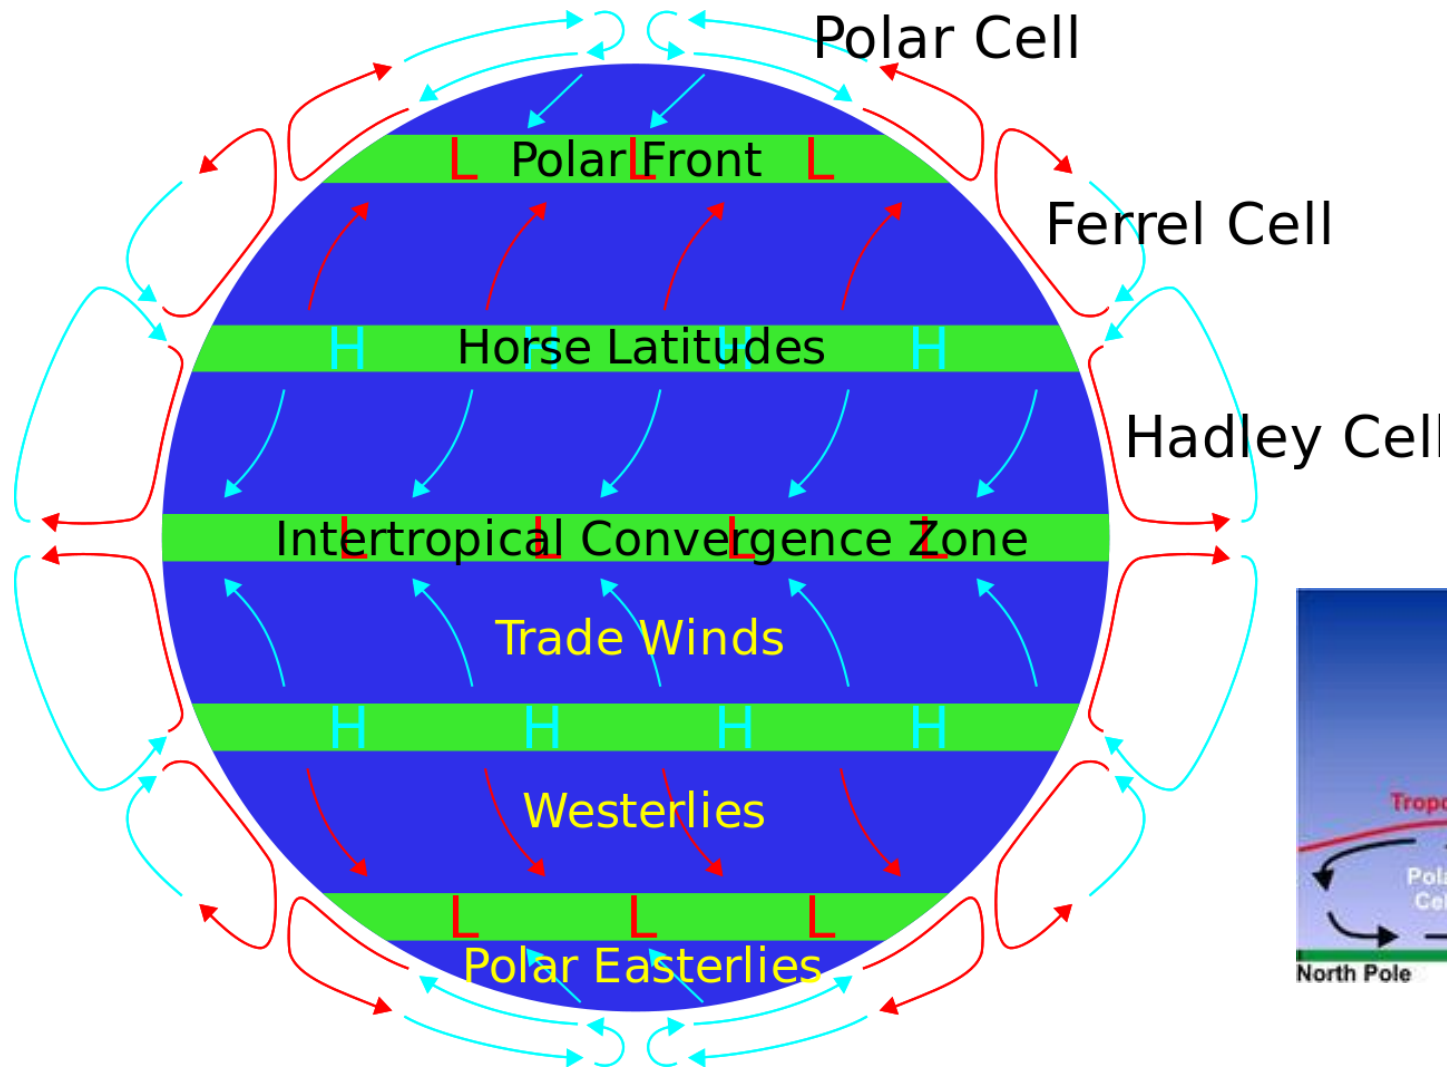 Polar Cell
L Polar Front L L
Ferrel Cell
H H H H
Horse Latitudes
Hadley Cell
L L L L
Intertropical Convergence Zone
Trade Winds
H H H H
Westerlies
L L L
Polar Easterlies
North Pole